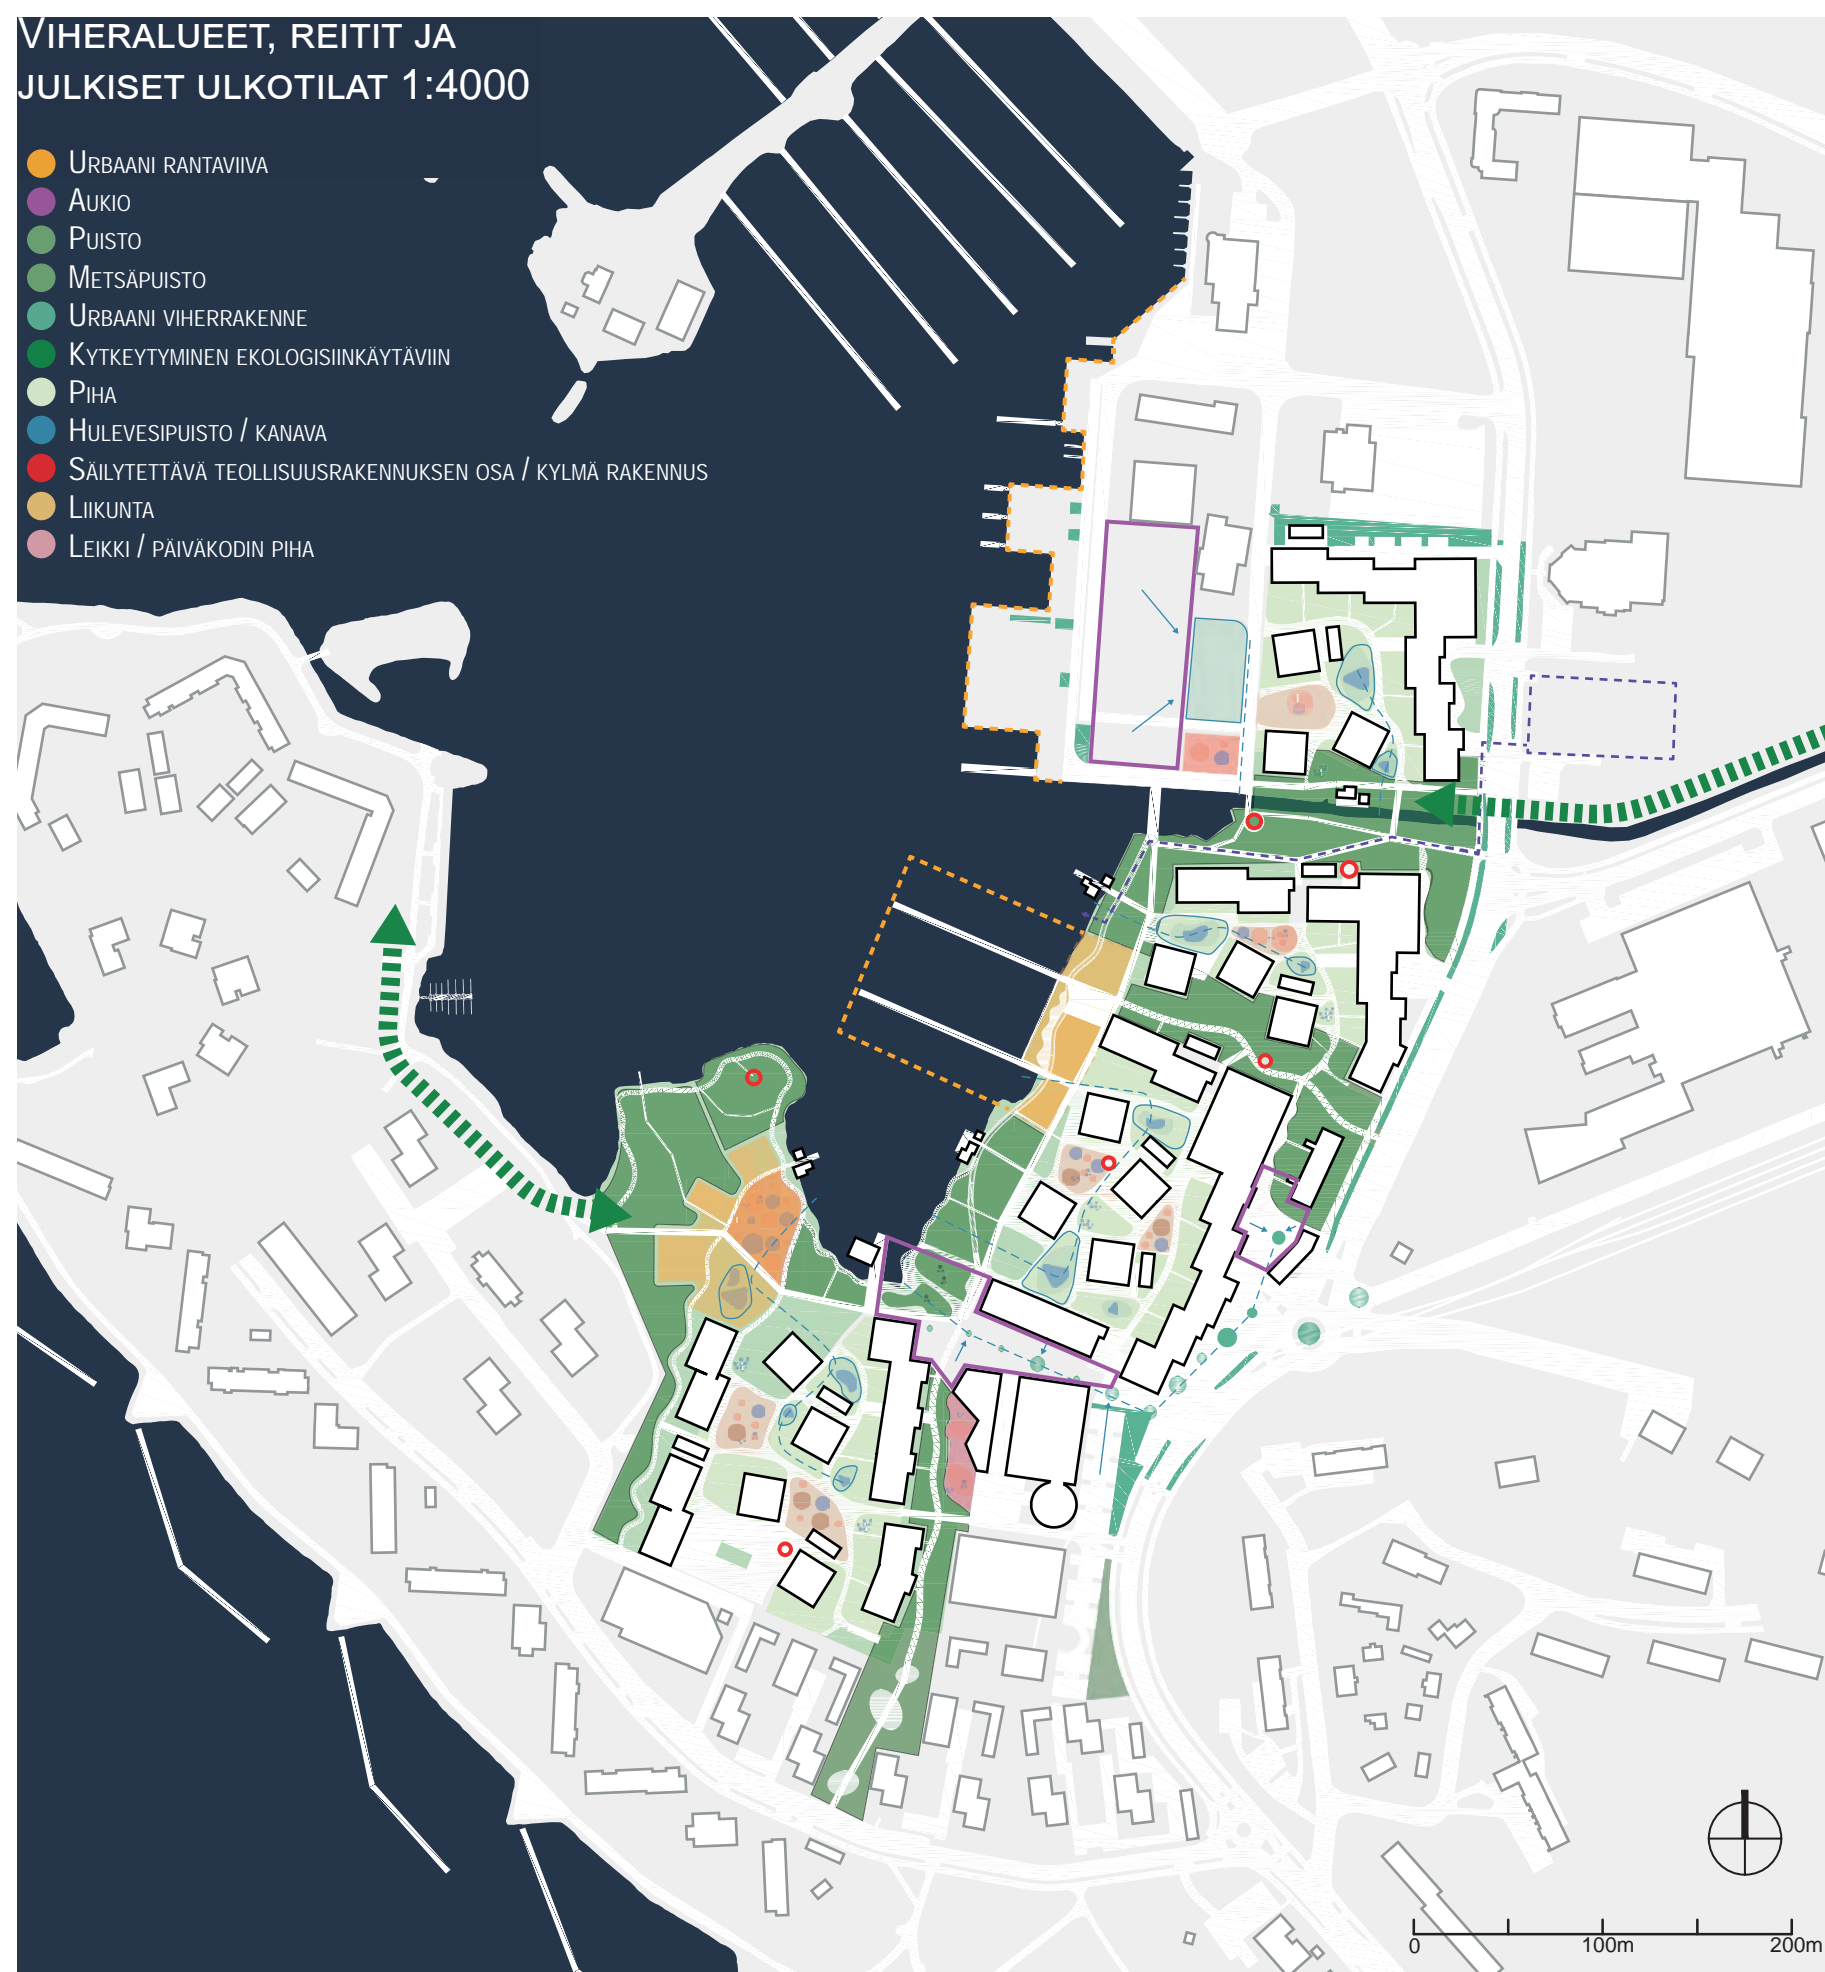 VIHERALUEET, REITIT JA
JULKISET ULKOTILAT 1:4000
URBAANI RANTAVIIVA
AUKIO
PUISTO
METSÄPUISTO
URBAANI VIHERRAKENNE
KYTKEYTYMINEN EKOLOGISIINKÄYTÄVIIN
PIHA
HULEVESIPUISTO / KANAVA
SÄILYTETTÄVÄ TEOLLISUUSRAKENNUKSEN OSA / KYLMÄ RAKENNUS
LIIKUNTA
LEIKKI / PÄIVÄKODIN PIHA
0 100m 200m